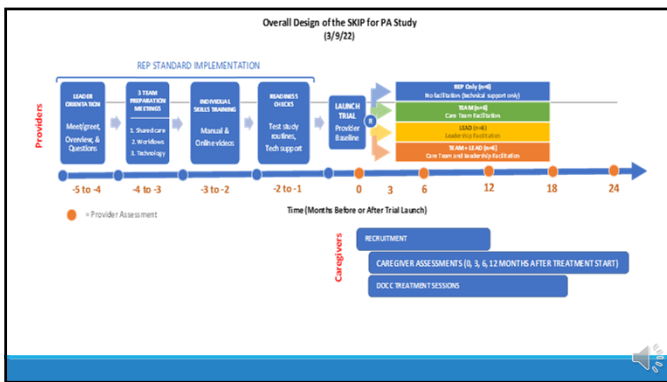 Overall Design of the SKIP for PA Study
(3/9/22)
REP STANDARD IMPLEMENTATION
Providers
LEADER
ORIENTATION
Meet/greet,
Overview, &
Questions
3 TEAM
PREPARATION
MEETINGS
1. Shared care
2. Workflows
3. Technology
INDIVIDUAL
SKILLS TRAINING
Manual &
Online videos
READINESS
CHECKS
Test study
routines,
Tech support
LAUNCH
TRIAL
Provider
Baseline
R
REP Only (n=6)
No facilitation (technical support only)
TEAM (n=6)
Care Team Facilitation
LEAD (n=6)
Leadership Facilitation
TEAM+ LEAD (n=6)
Care Team and Leadership Facilitation
-5 to -4
-4 to -3
-3 to -2
-2 to -1
0
3
6
12
18
24
= Provider Assessment
Time (Months Before or After Trial Launch)
Caregivers
RECRUITMENT
CAREGIVER ASSESSMENTS (0, 3, 6, 12 MONTHS AFTER TREATMENT START)
DOCC TREATMENT SESSIONS